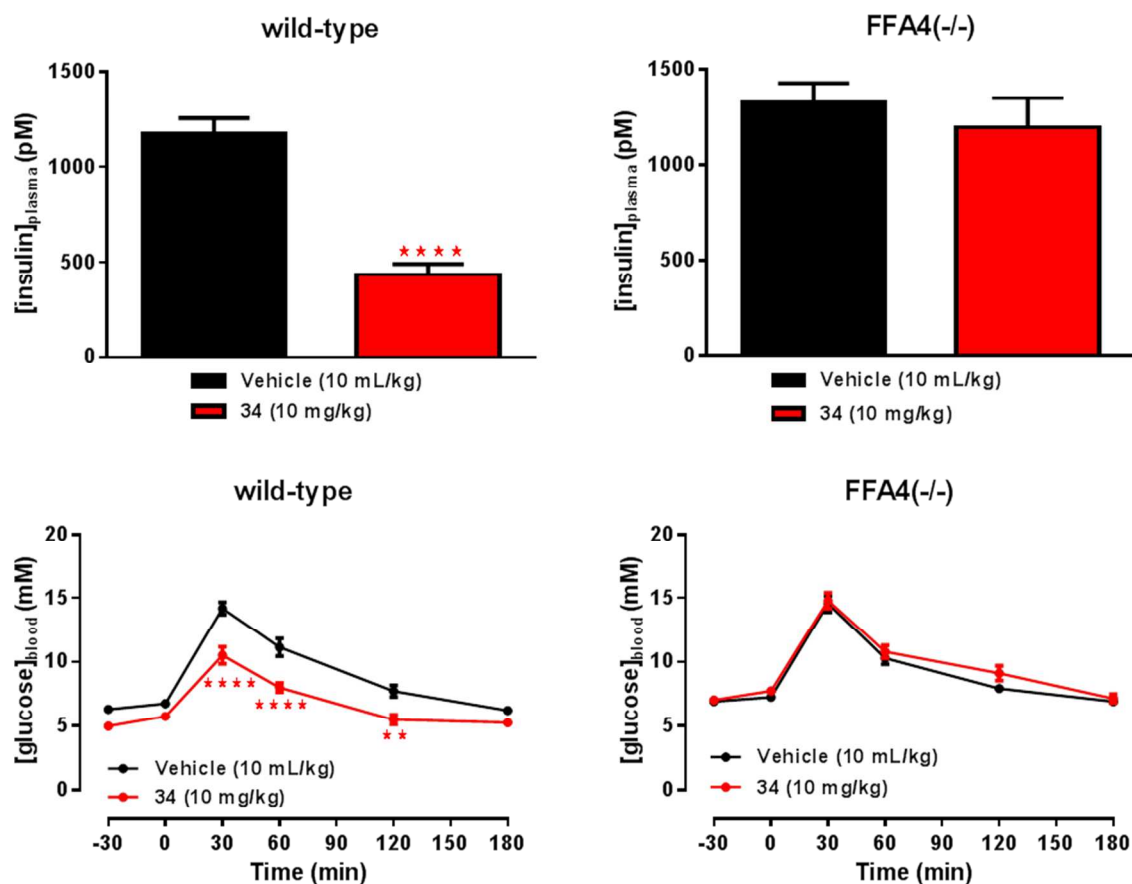 wild-type
1500
1000
500
0
[insulin]plasma (pM)
★★★★
Vehicle (10 mL/kg)
34 (10 mg/kg)
FFA4(-/-)
1500
1000
500
0
[insulin]plasma (pM)
Vehicle (10 mL/kg)
34 (10 mg/kg)
wild-type
20
15
10
5
0
[glucose]blood (mM)
★★★★
★★★★
★★
Vehicle (10 mL/kg)
34 (10 mg/kg)
-30 0 30 60 90 120 150 180
Time (min)
FFA4(-/-)
20
15
10
5
0
[glucose]blood (mM)
Vehicle (10 mL/kg)
34 (10 mg/kg)
-30 0 30 60 90 120 150 180
Time (min)